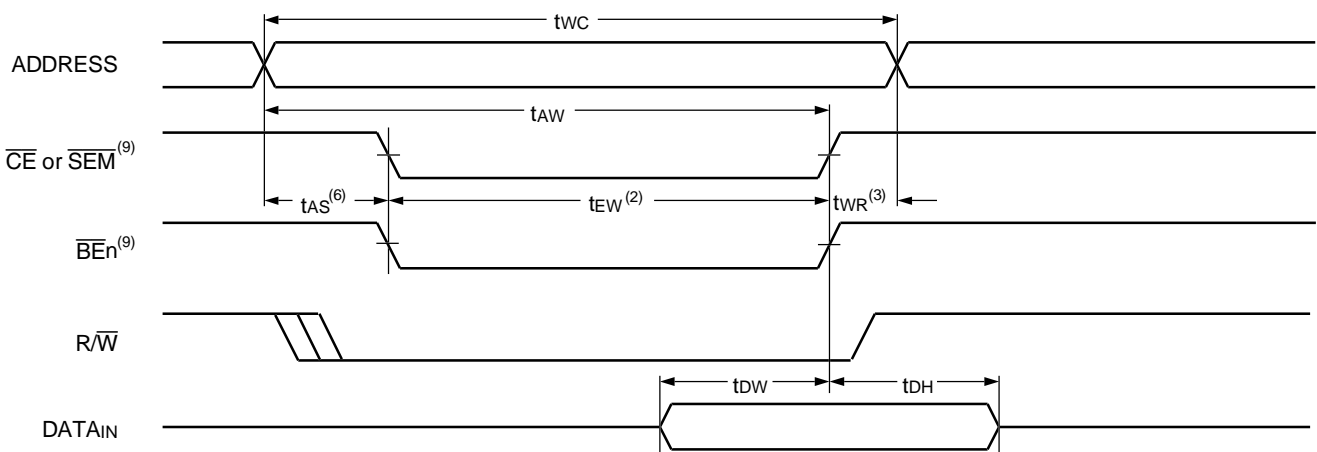 tWC
ADDRESS
tAW
CE or SEM(9)
tAS(6)
tEW(2)
tWR(3)
BEn(9)
R/W
tDW
tDH
DATAIN